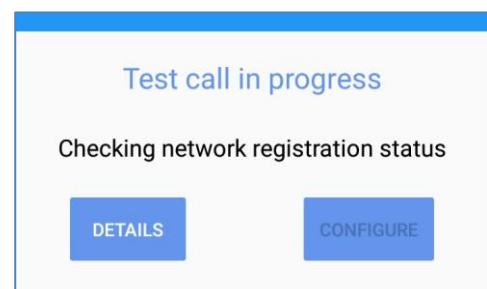 Test call in progress
Checking network registration status
DETAILS CONFIGURE